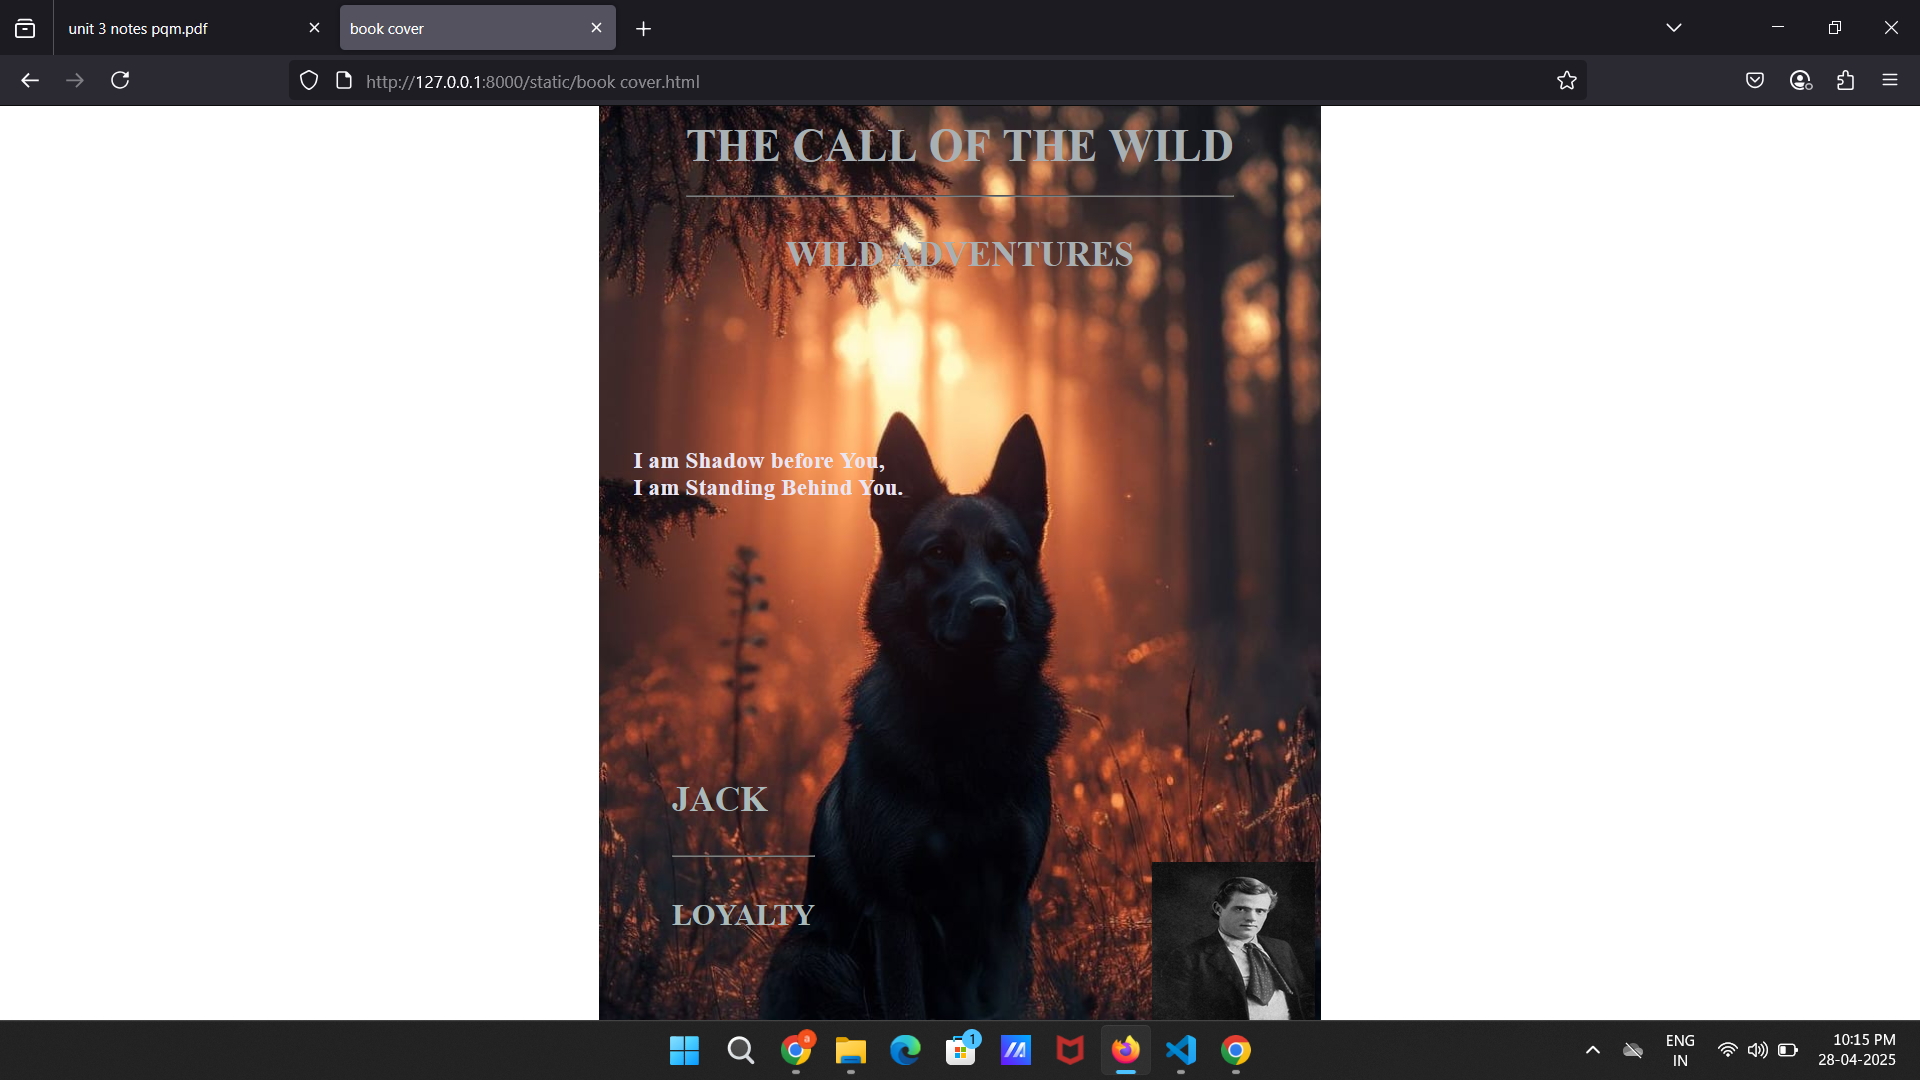 unit 3 notes pqm.pdf
book cover
http://127.0.0.1:8000/static/book cover.html
THE CALL OF THE WILD
WILD ADVENTURES
I am Shadow before You,
I am Standing Behind You.
JACK
LOYALTY
a
1
ENG
IN
10:15 PM
28-04-2025